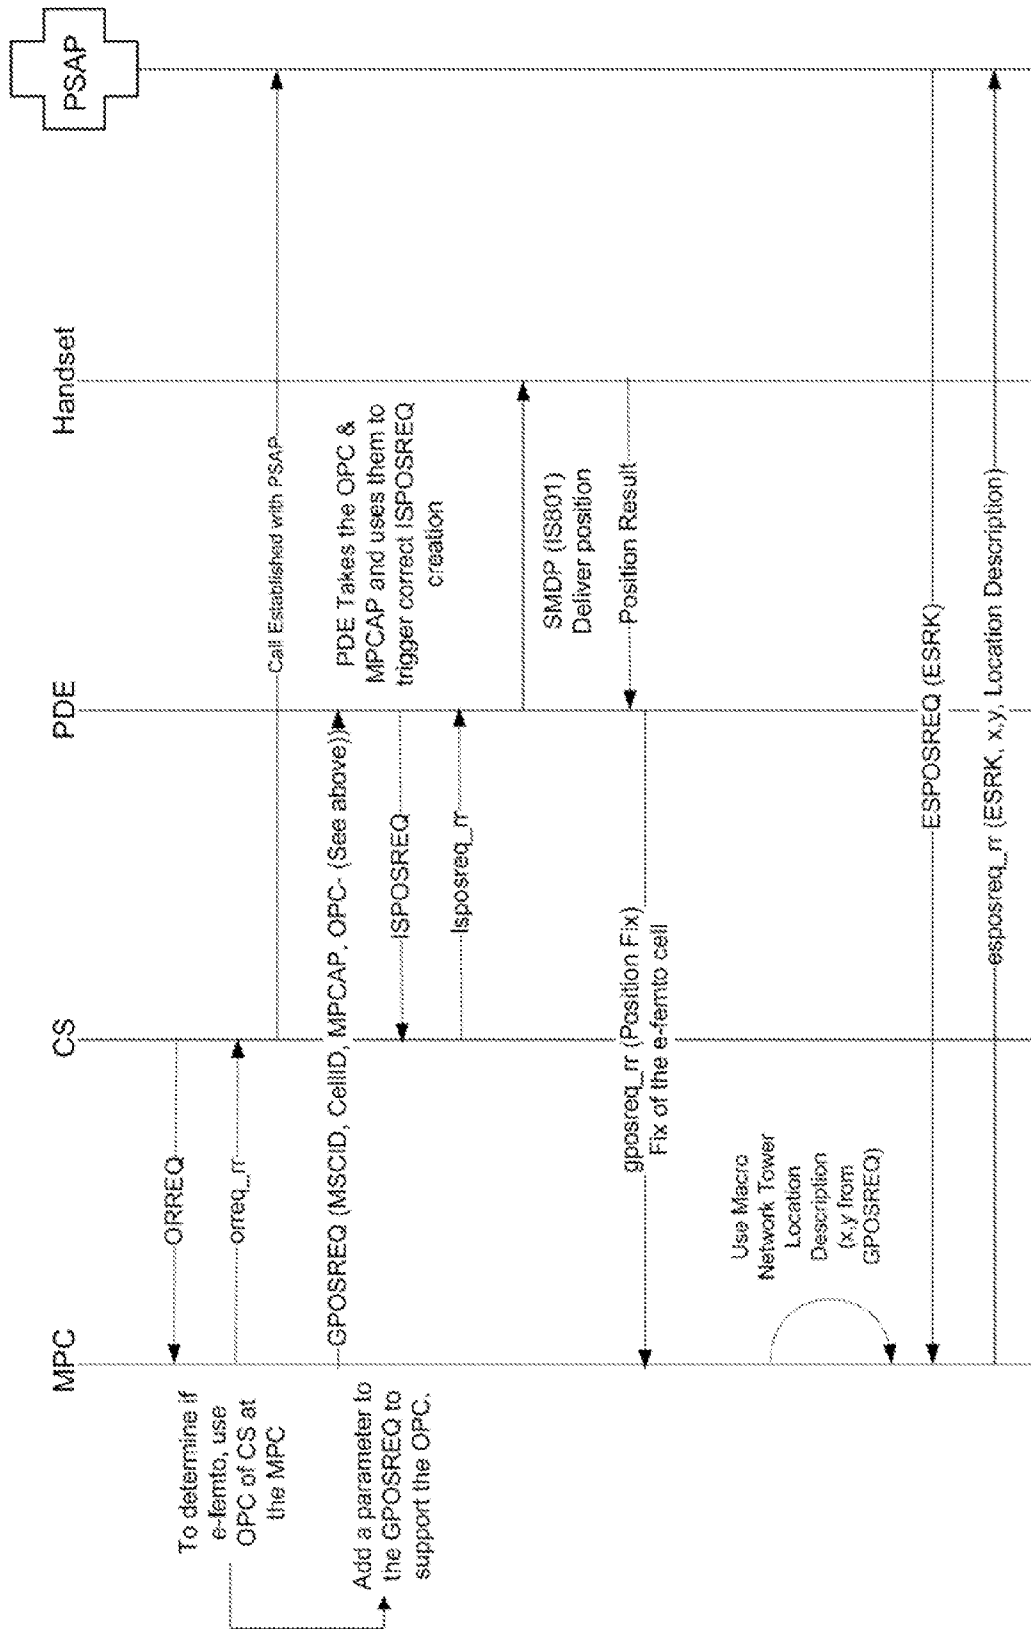 MPC
CS
PDE
Handset
PSAP
To determine if
e-femto, use
OPC of CS at
the MPC
ORREQ
orreq_rr
Call Established with PSAP
Add a parameter to
the GPOSREQ to
support the OPC.
GPOSREQ (MSCID, CellID, MPCAP, OPC- (See above))
PDE Takes the OPC &
MPCAP and uses them to
trigger correct ISPOSREQ
creation
ISPOSREQ
Isposreq_rr
SMDP (IS801)
Deliver position
Position Result
gposreq_rr (Position Fix)
Fix of the e-femto cell
Use Macro
Network Tower
Location
Description
(x,y from
GPOSREQ)
ESPOSREQ (ESRK)
esposreq_rr (ESRK, x,y, Location Description)